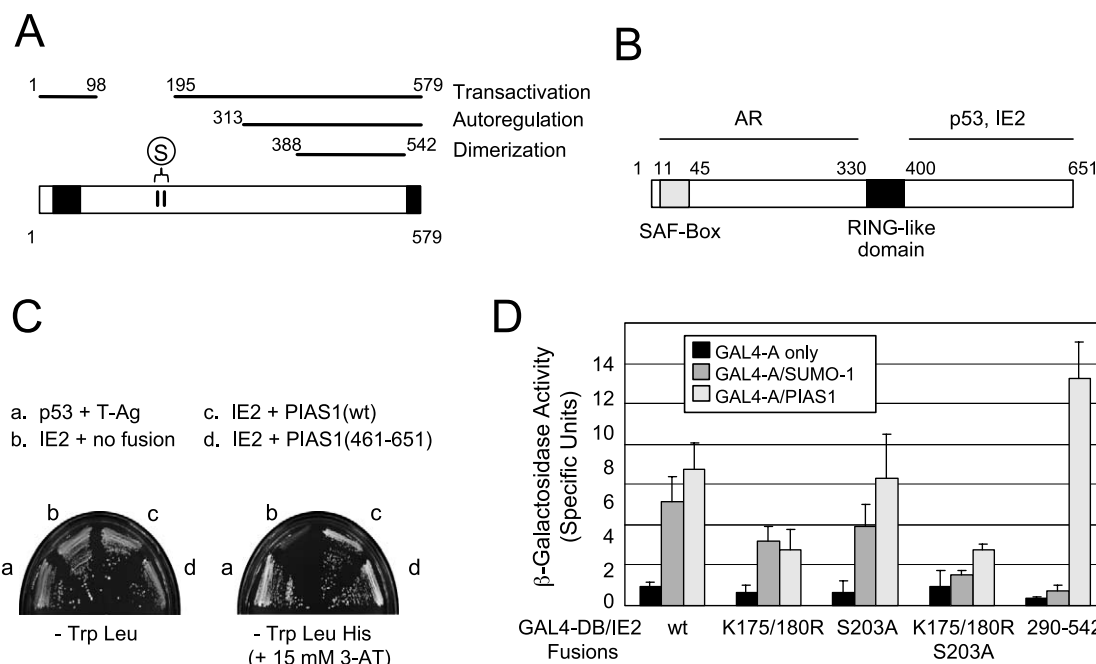 A
1 98 195 579 Transactivation
313 Autoregulation
388 542 Dimerization
S
1 579
B
AR p53, IE2
1 11 45 330 400 651
SAF-Box RING-like
domain
C
a. p53 + T-Ag c. IE2 + PIAS1(wt)
b. IE2 + no fusion d. IE2 + PIAS1(461-651)
b c b c
a d a d
- Trp Leu - Trp Leu His
(+ 15 mM 3-AT)
D
β-Galactosidase Activity
(Specific Units)
14
12
10
8
6
4
2
0
GAL4-A only
GAL4-A/SUMO-1
GAL4-A/PIAS1
GAL4-DB/IE2 wt K175/180R S203A K175/180R 290-542
Fusions S203A